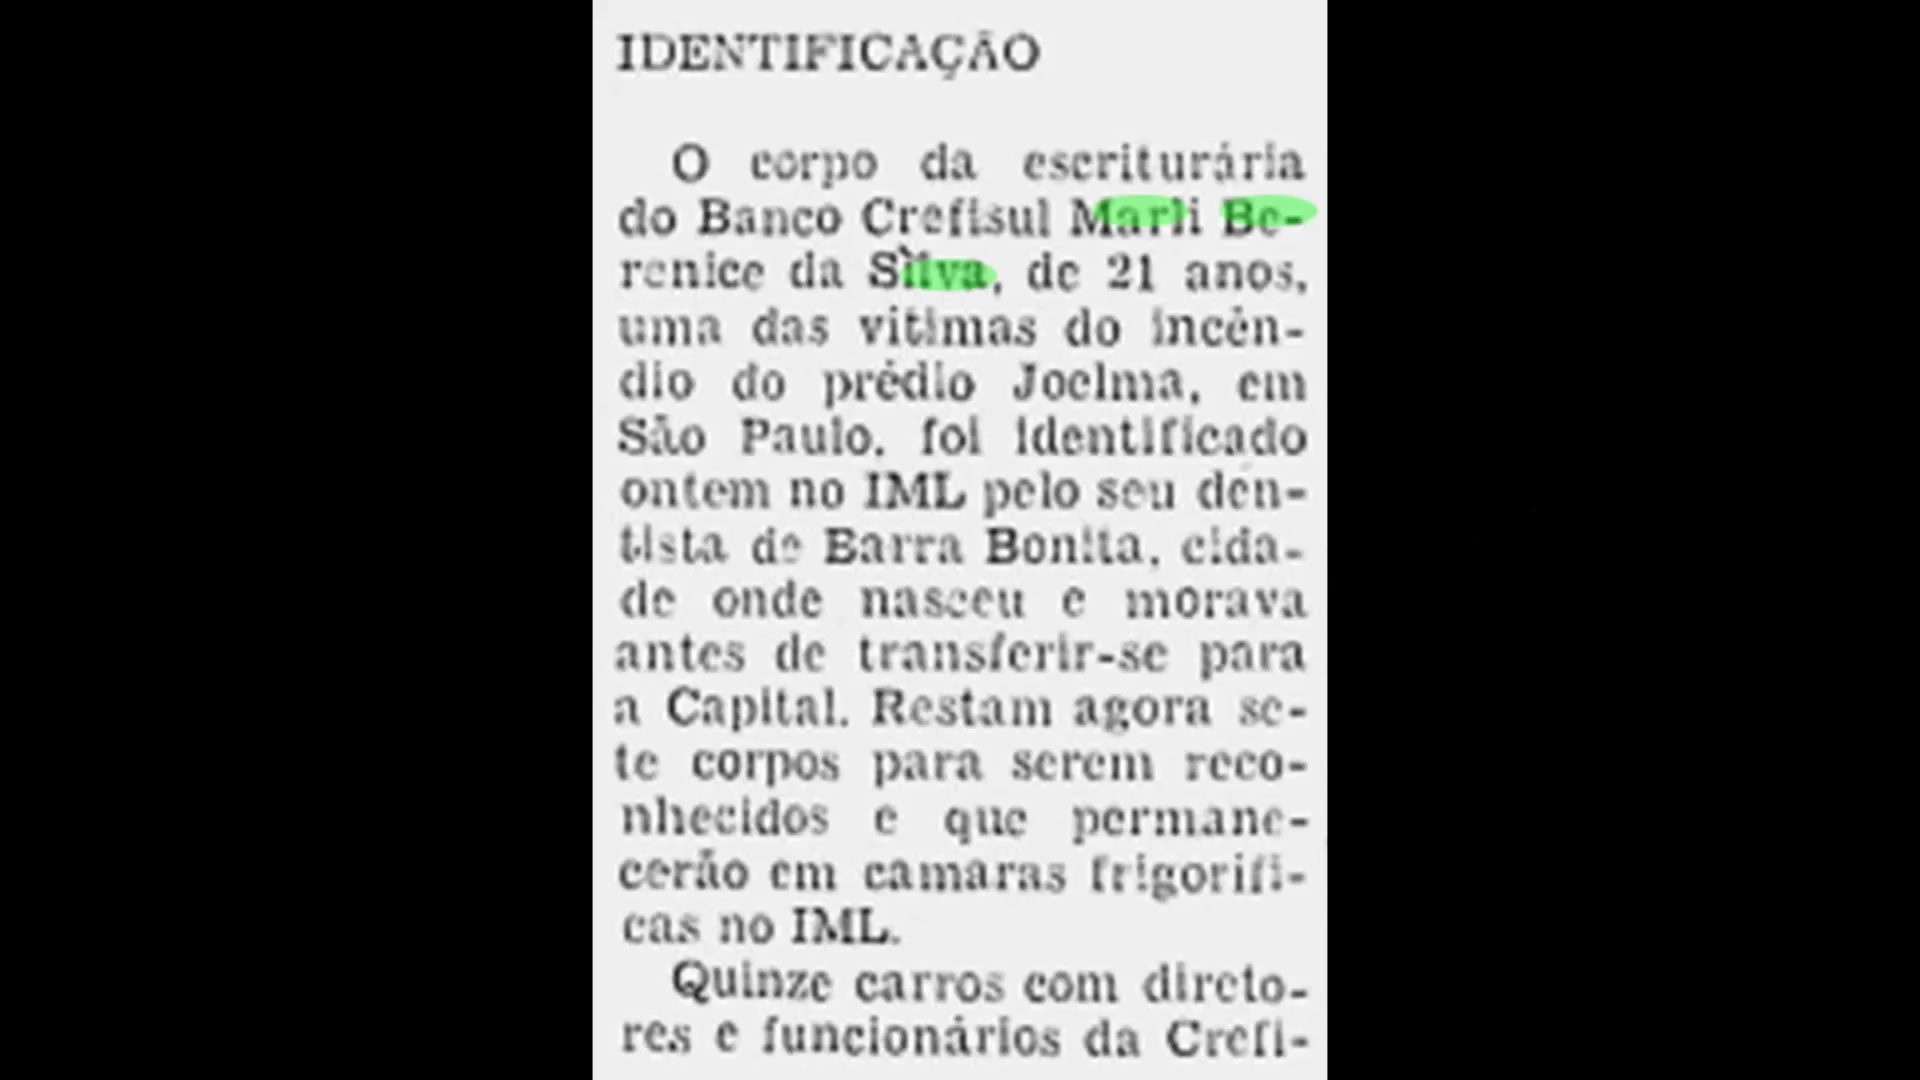 IDENTIFICAÇÃO
O corpo da escriturária
do Banco Crefisul Marli Be-
renice da Silva, de 21 anos,
uma das vitimas do incên-
dio do prédio Joelma, em
São Paulo, foi identificado
ontem no IML pelo seu den-
tista de Barra Bonita, cida-
de onde nasceu e morava
antes de transferir-se para
a Capital. Restam agora se-
te corpos para serem reco-
nhecidos e que permane-
cerão em camaras frigorifi-
cas no IML.
Quinze carros com direto-
res e funcionários da Crefi-